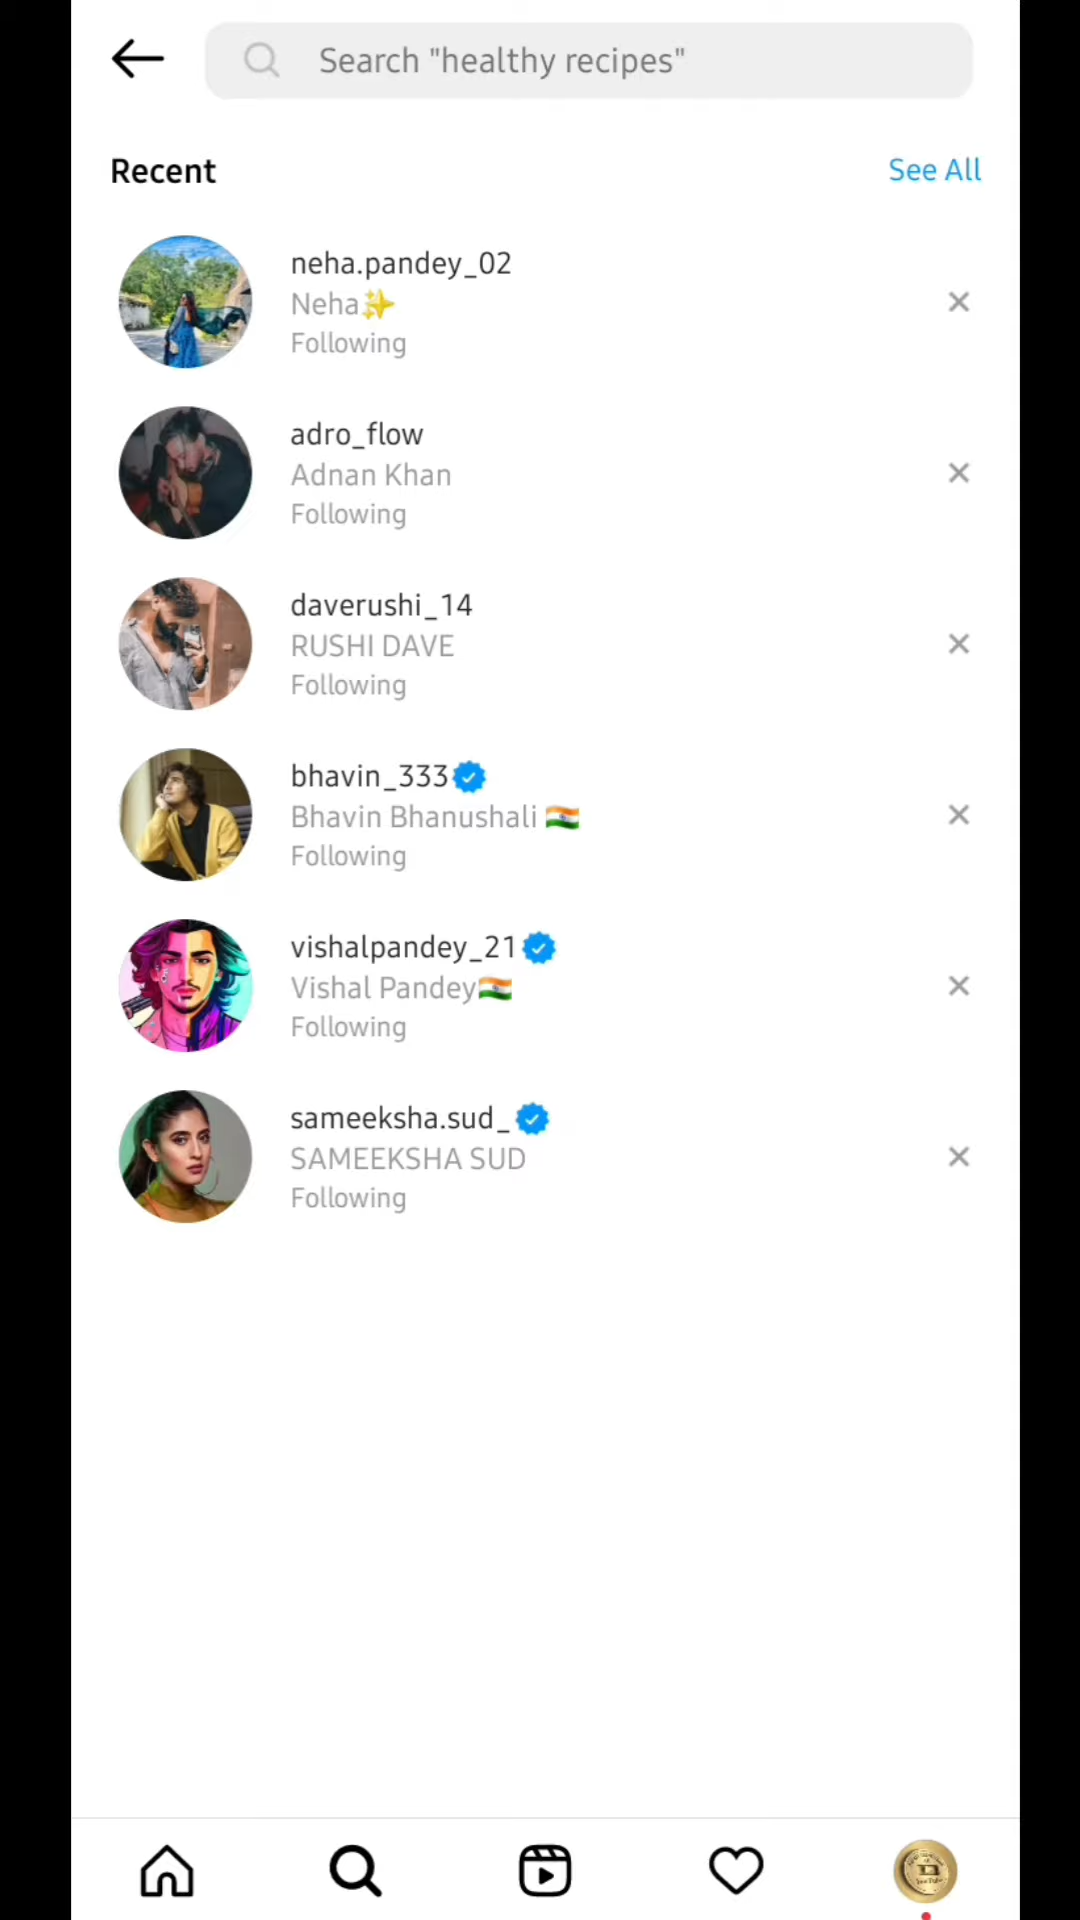 Search "healthy recipes"
Recent
See All
neha.pandey_02
Neha✨
Following
adro_flow
Adnan Khan
Following
daverushi_14
RUSHI DAVE
Following
bhavin_333
Bhavin Bhanushali 🇮🇳
Following
vishalpandey_21
Vishal Pandey🇮🇳
Following
sameeksha.sud_
SAMEEKSHA SUD
Following